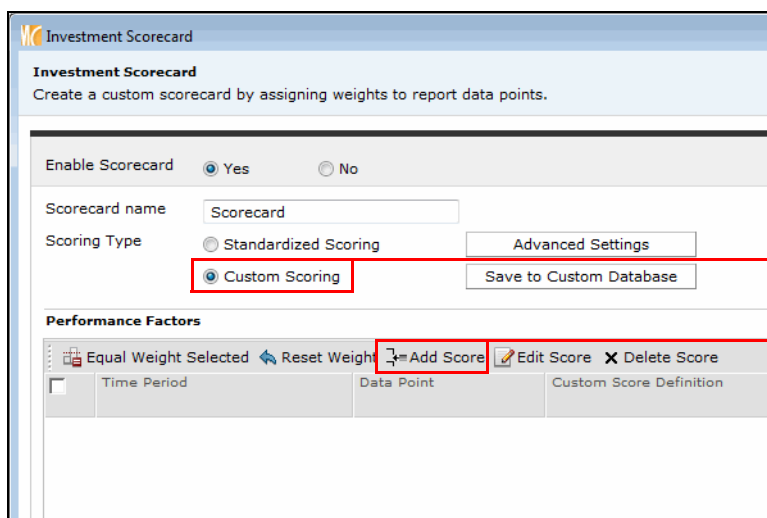 Investment Scorecard
Investment Scorecard
Create a custom scorecard by assigning weights to report data points.
Enable Scorecard Yes No
Scorecard name Scorecard
Scoring Type Standardized Scoring Advanced Settings
Custom Scoring Save to Custom Database
Performance Factors
Equal Weight Selected Reset Weight Add Score Edit Score Delete Score
Time Period Data Point Custom Score Definition